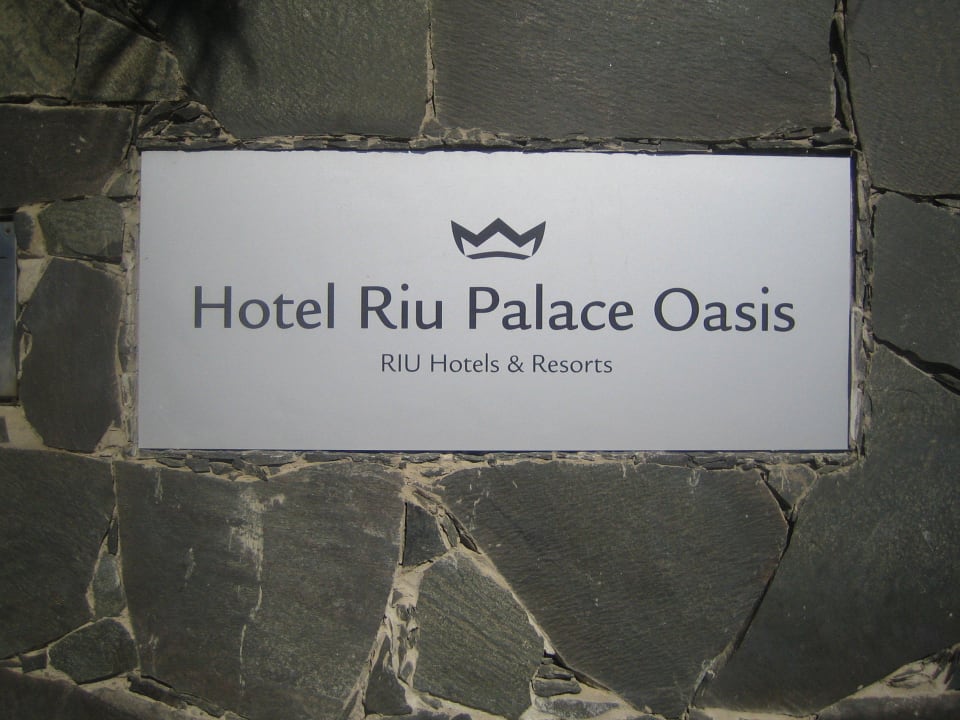 Hotel Riu Palace Oasis
RIU Hotels & Resorts